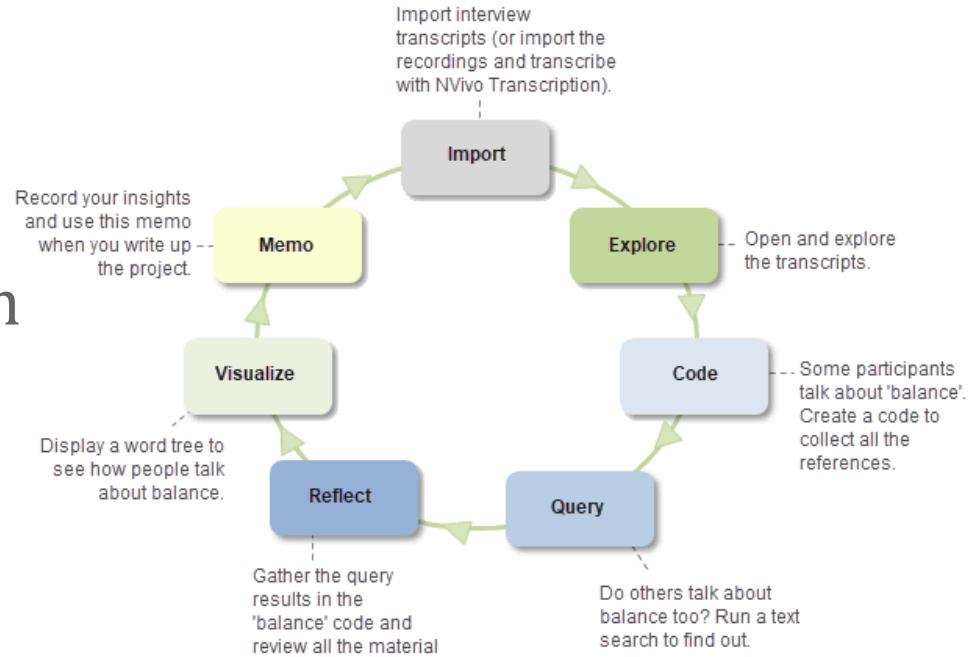 Import interview
transcripts (or import the
recordings and transcribe
with NVivo Transcription).
Import
Explore
Open and explore
the transcripts.
Code
Some participants
talk about 'balance'.
Create a code to
collect all the
references.
Query
Do others talk about
balance too? Run a text
search to find out.
Reflect
Gather the query
results in the
'balance' code and
review all the material
Visualize
Display a word tree to
see how people talk
about balance.
Memo
Record your insights
and use this memo
when you write up
the project.
n